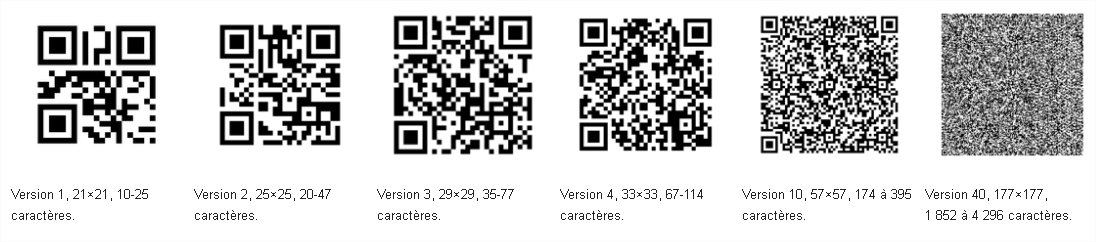 Version 1, 21×21, 10-25
caractères.
Version 2, 25×25, 20-47
caractères.
Version 3, 29×29, 35-77
caractères.
Version 4, 33×33, 67-114
caractères.
Version 10, 57×57, 174 à 395
caractères.
Version 40, 177×177,
1 852 à 4 296 caractères.